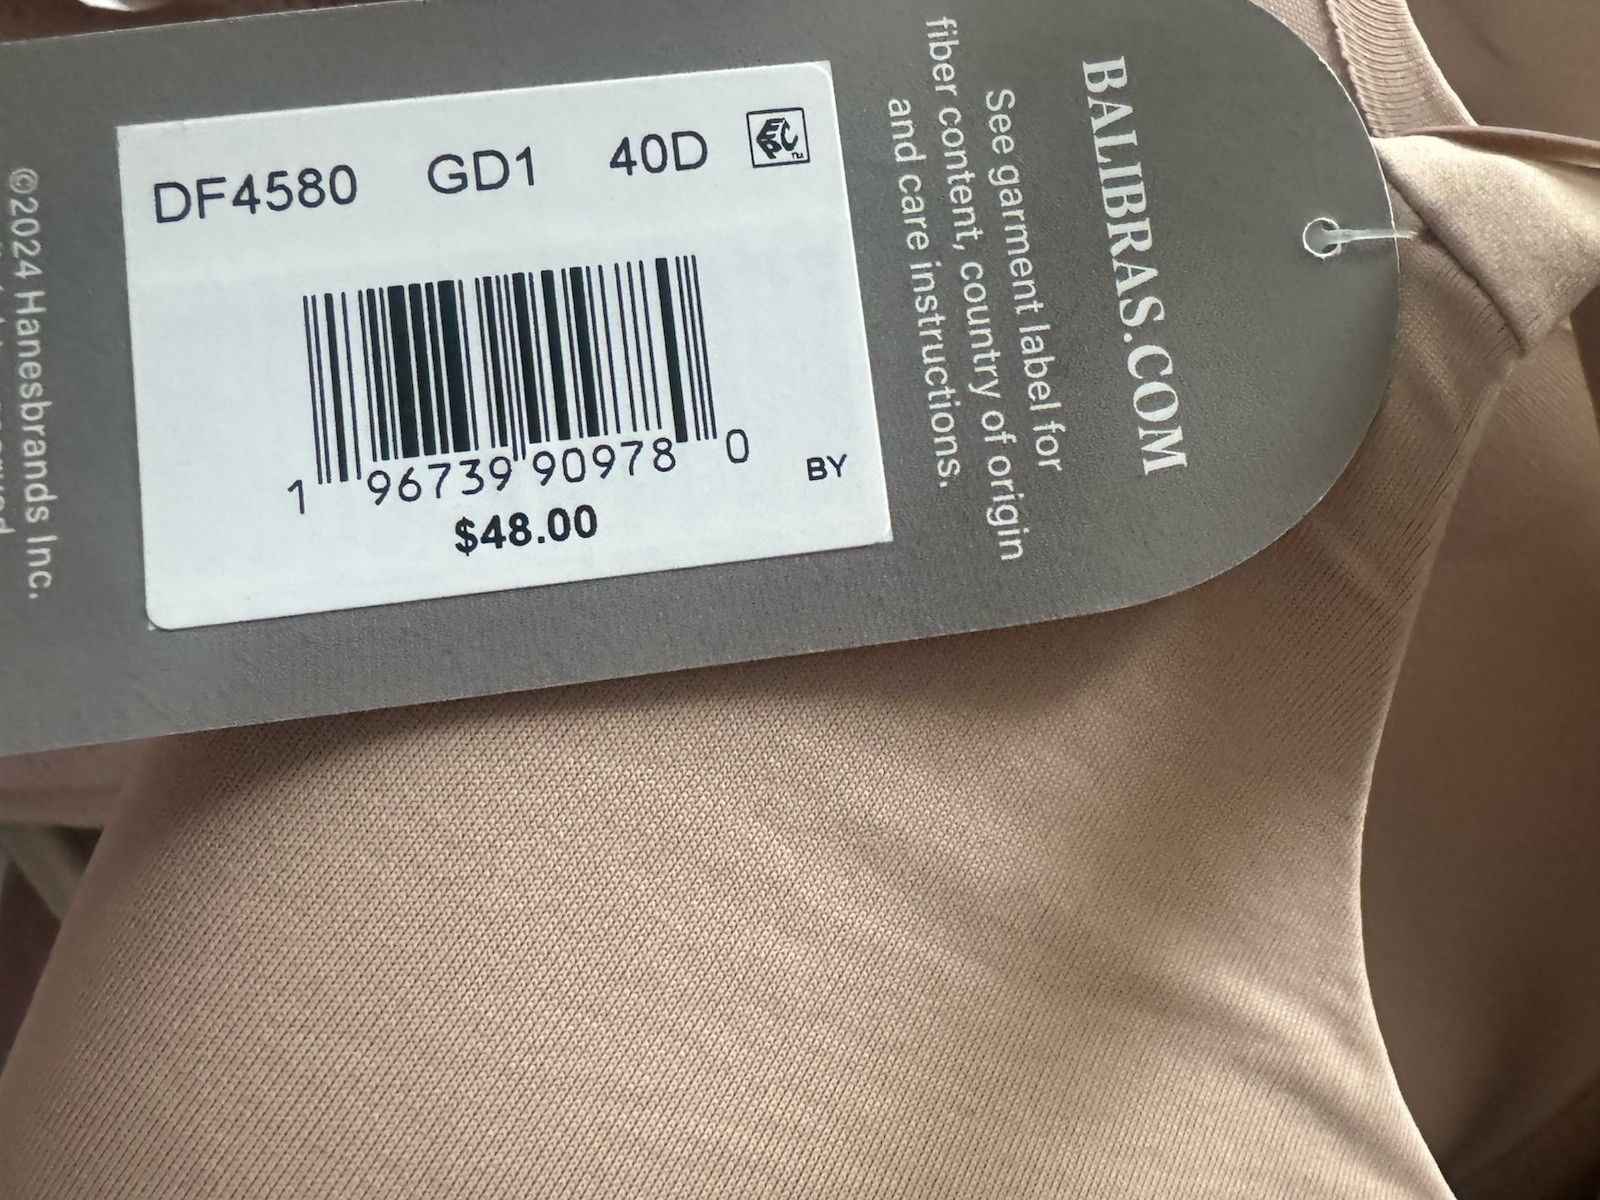 DF4580 GD1 40D
EPC™
1 96739 90978 0
BY
$48.00
BALIBRAS.COM
See garment label for
fiber content, country of origin
and care instructions.
©2024 Hanesbrands Inc.